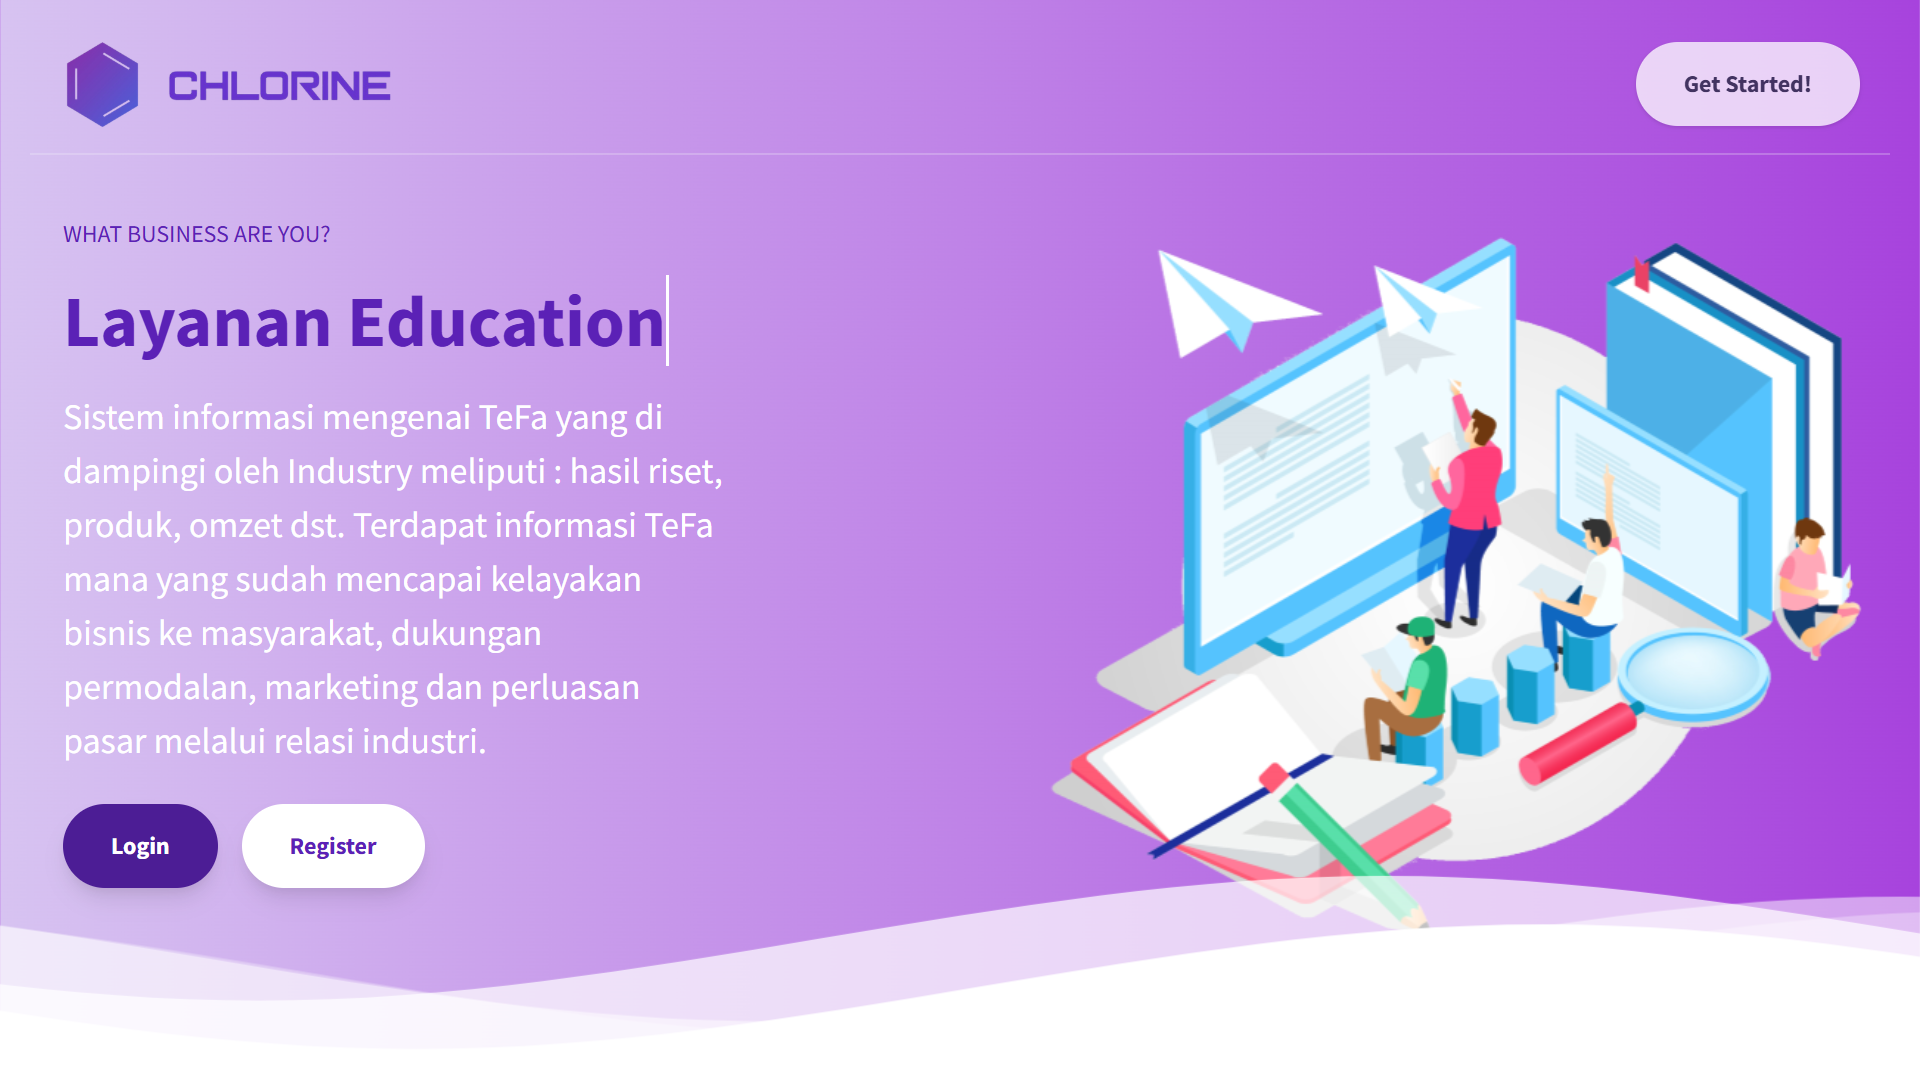 CHLORINE
Get Started!
WHAT BUSINESS ARE YOU?
Layanan Education
Sistem informasi mengenai TeFa yang di
dampingi oleh Industry meliputi : hasil riset,
produk, omzet dst. Terdapat informasi TeFa
mana yang sudah mencapai kelayakan
bisnis ke masyarakat, dukungan
permodalan, marketing dan perluasan
pasar melalui relasi industri.
Login
Register